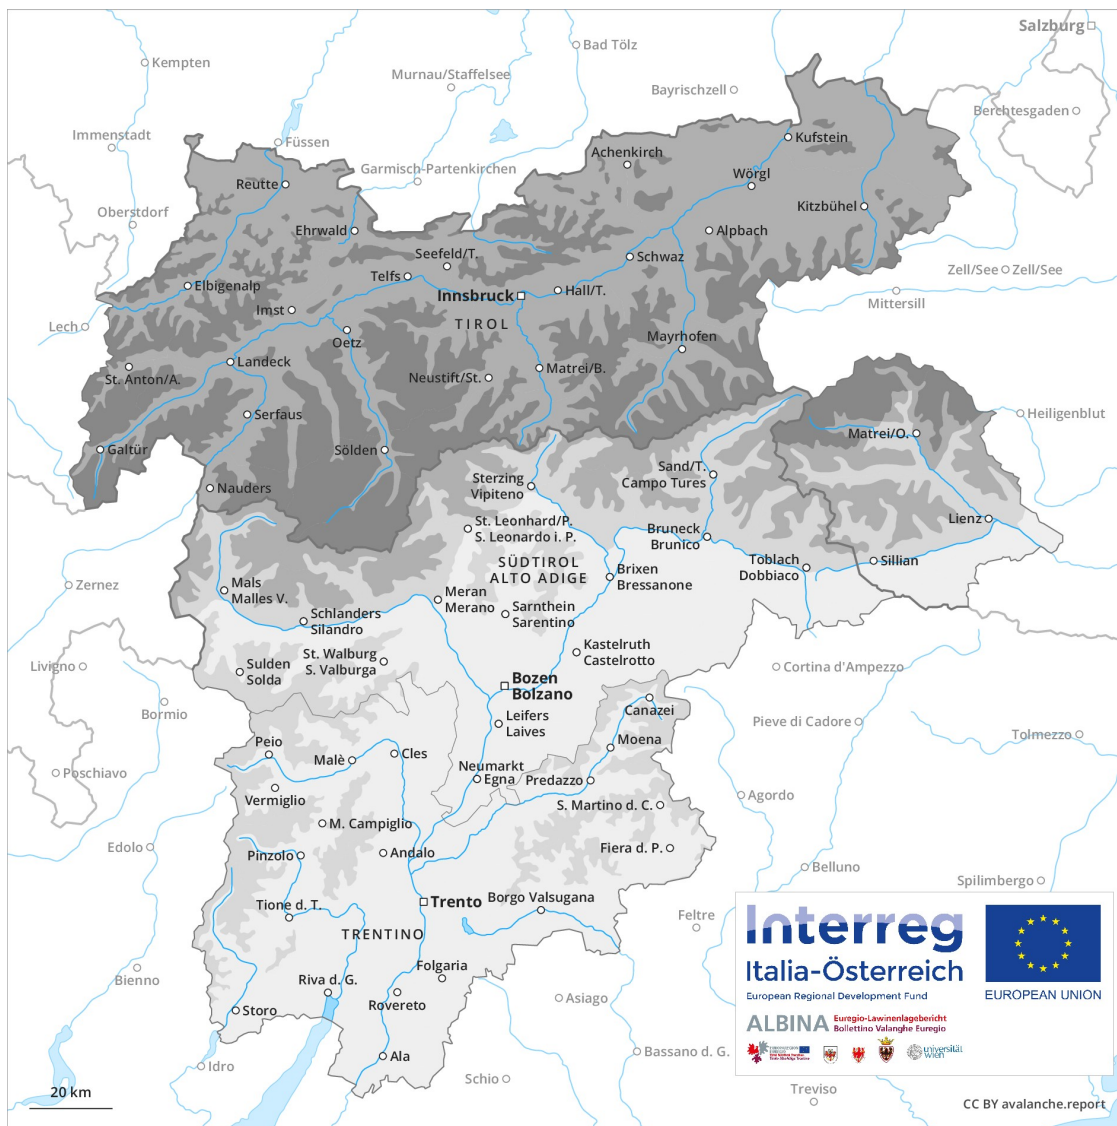 Salzburg
Bad Tölz
Kempten
Murnau/Staffelsee
Bayrischzell
Berchtesgaden
Immenstadt
Füssen
Kufstein
Achenkirch
Garmisch-Partenkirchen
Wörgl
Reutte
Oberstdorf
Kitzbühel
Ehrwald
Alpbach
Seefeld/T.
Schwaz
Telfs
Zell/See
Zell/See
Elbigenalp
Innsbruck
Hall/T.
Mittersill
Imst
TIROL
Lech
Oetz
Mayrhofen
Landeck
Matrei/B.
St. Anton/A.
Neustift/St.
Serfaus
Heiligenblut
Matrei/O.
Galtür
Sölden
Sand/T.
Campo Tures
Sterzing
Vipiteno
Nauders
Lienz
St. Leonhard/P.
S. Leonardo i. P.
Bruneck
Brunico
SÜDTIROL
ALTO ADIGE
Toblach
Dobbiaco
Sillian
Brixen
Bressanone
Zernez
Mals
Malles V.
Meran
Merano
Sarnthein
Sarentino
Schlanders
Silandro
Kastelruth
Castelrotto
St. Walburg
S. Valburga
Livigno
Sulden
Solda
Cortina d'Ampezzo
Bozen
Bolzano
Canazei
Bormio
Leifers
Laives
Pieve di Cadore
Tolmezzo
Moena
Peio
Cles
Malè
Poschiavo
Neumarkt
Egna
Predazzo
Vermiglio
Agordo
S. Martino d. C.
M. Campiglio
Edolo
Pinzolo
Andalo
Fiera d. P.
Belluno
Spilimbergo
Trento
Borgo Valsugana
Tione d. T.
Feltre
TRENTINO
Folgaria
Bienno
Riva d. G.
Rovereto
Asiago
Storo
Ala
Bassano d. G.
Idro
Schio
Treviso
20 km
Interreg
Italia-Österreich
European Regional Development Fund
EUROPEAN UNION
ALBINA
Euregio-Lawinenlagebericht
Bollettino Valanghe Euregio
universität
wien
CC BY avalanche.report